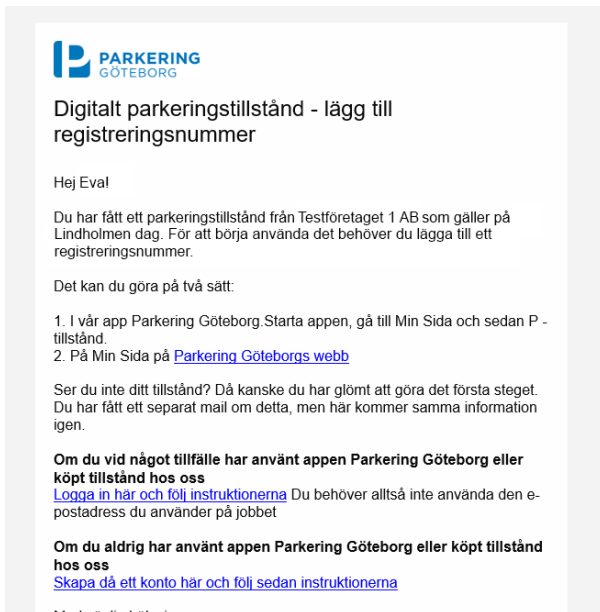 PARKERING
GÖTEBORG
Digitalt parkeringstillstånd - lägg till
registreringsnummer
Hej Eva!
Du har fått ett parkeringstillstånd från Testföretaget 1 AB som gäller på
Lindholmen dag. För att börja använda det behöver du lägga till ett
registreringsnummer.
Det kan du göra på två sätt:
1. I vår app Parkering Göteborg.Starta appen, gå till Min Sida och sedan P -
tillstånd.
2. På Min Sida på Parkering Göteborgs webb
Ser du inte ditt tillstånd? Då kanske du har glömt att göra det första steget.
Du har fått ett separat mail om detta, men här kommer samma information
igen.
Om du vid något tillfälle har använt appen Parkering Göteborg eller
köpt tillstånd hos oss
Logga in här och följ instruktionerna Du behöver alltså inte använda den e-
postadress du använder på jobbet
Om du aldrig har använt appen Parkering Göteborg eller köpt tillstånd
hos oss
Skapa då ett konto här och följ sedan instruktionerna